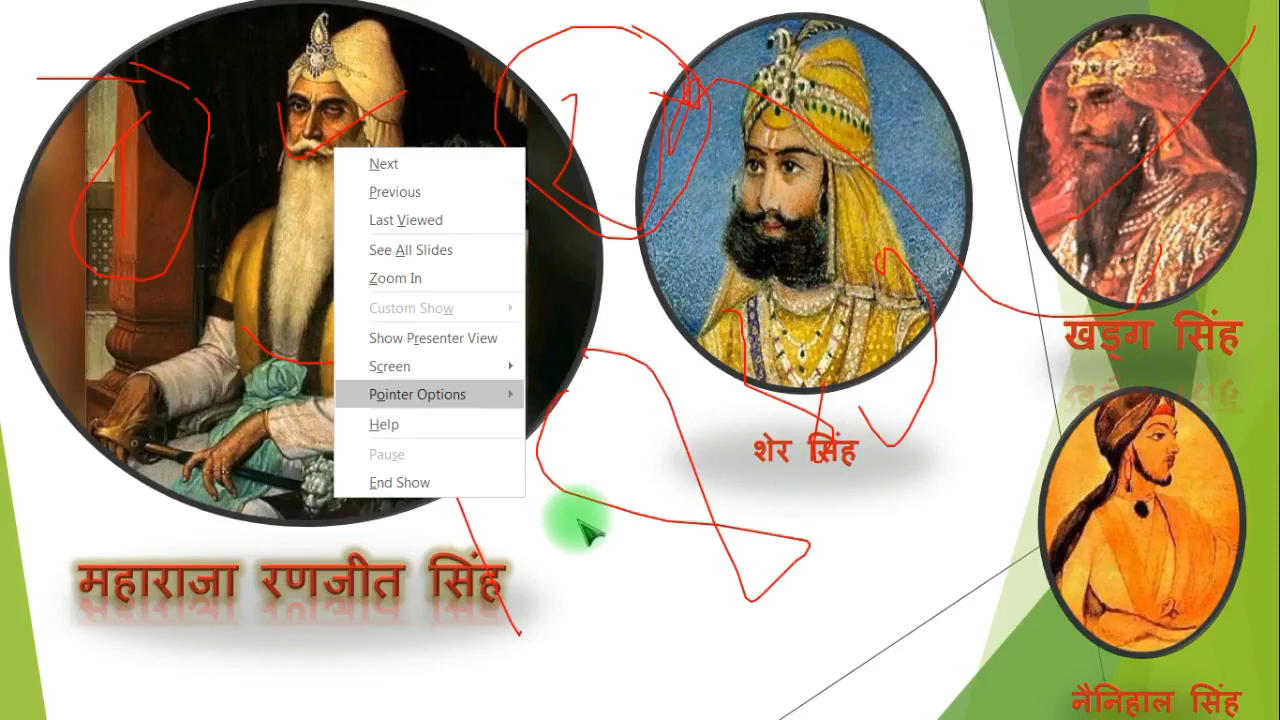 Next
Previous
Last Viewed
See All Slides
Zoom In
Custom Show
Show Presenter View
Screen
Pointer Options
Help
Pause
End Show
महाराजा रणजीत सिंह
शेर सिंह
खड्ग सिंह
नैनिहाल सिंह